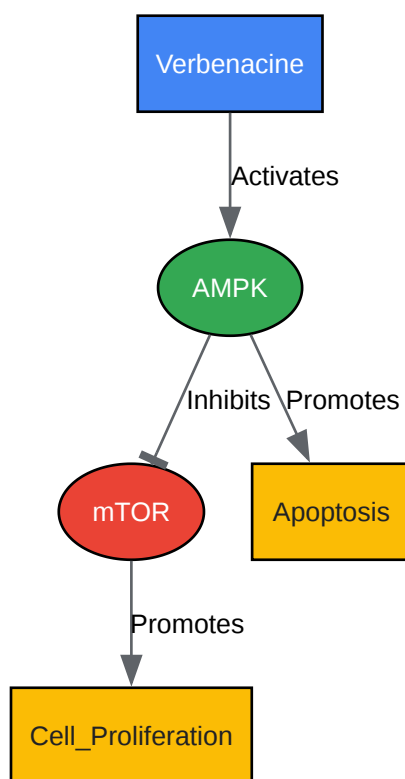 Verbenacine
Activates
AMPK
Inhibits
Promotes
mTOR
Apoptosis
Promotes
Cell_Proliferation